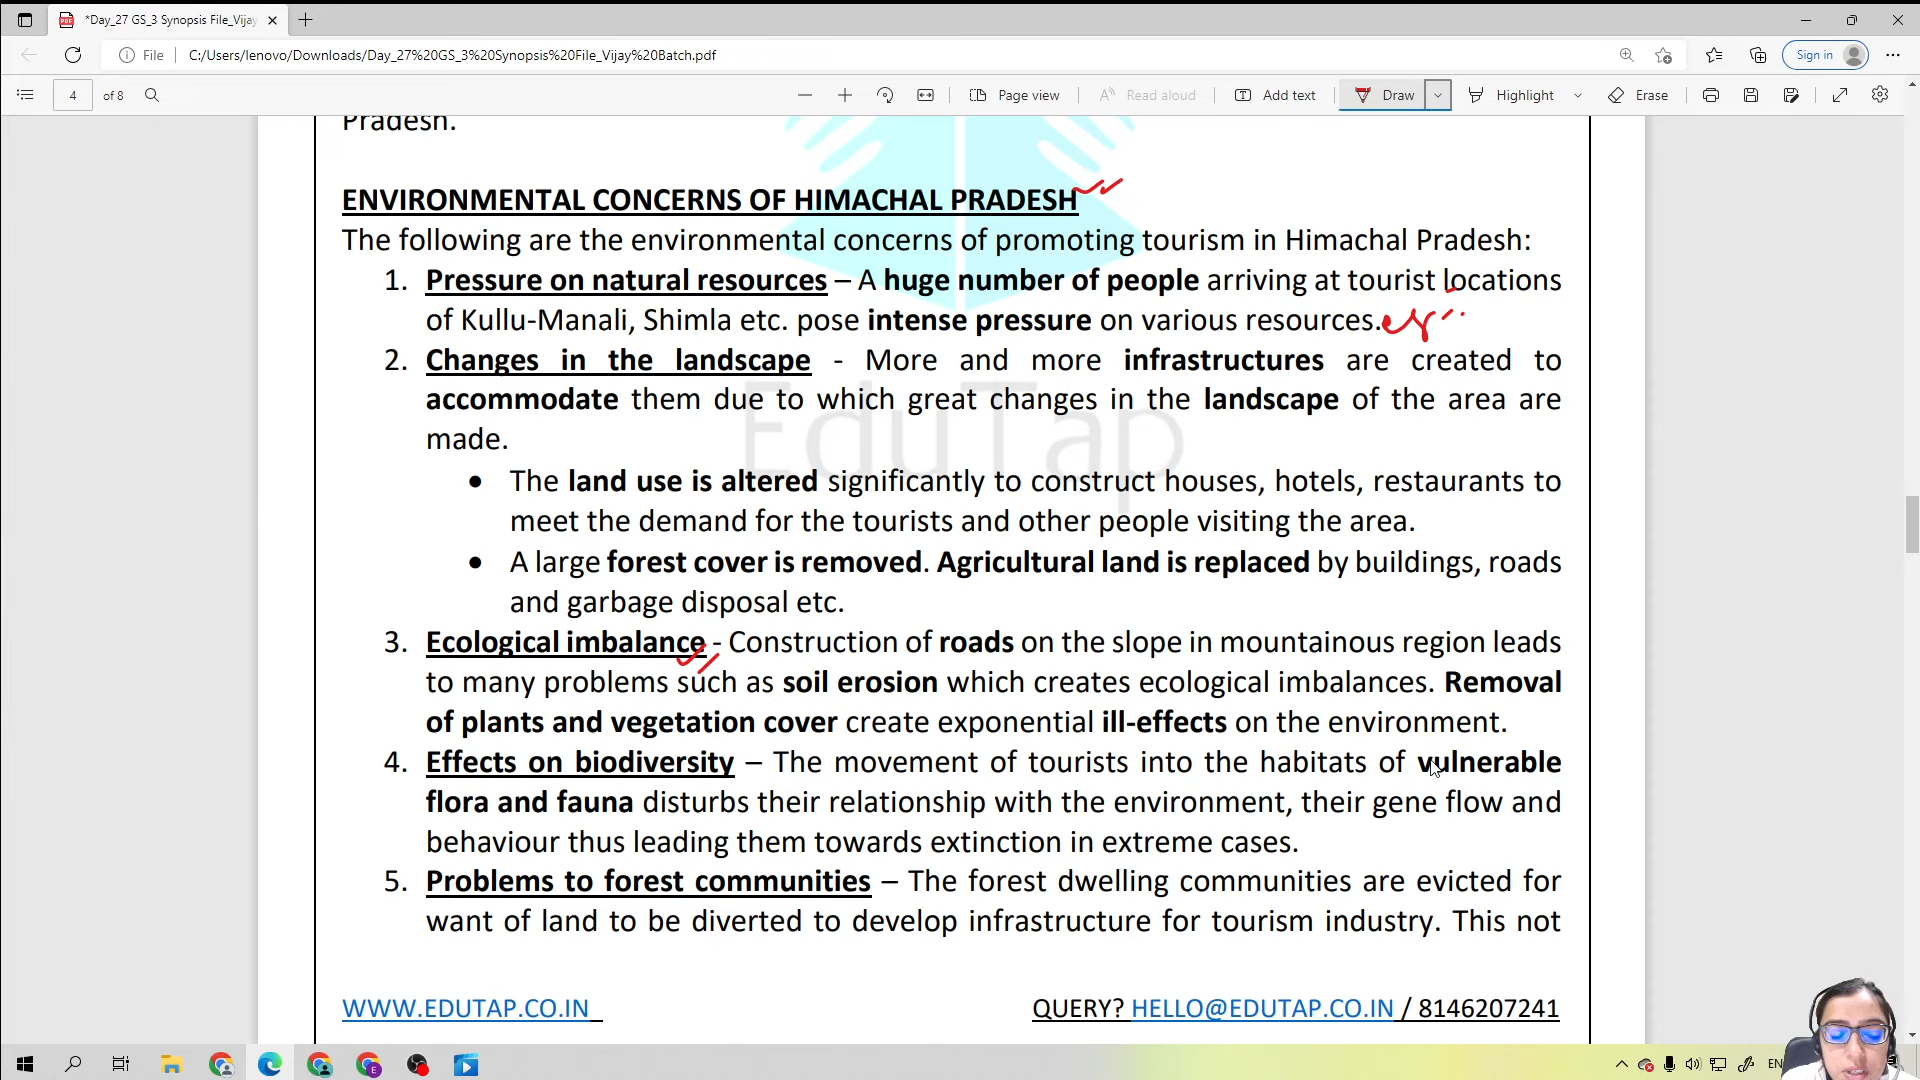 *Day_27 GS_3 Synopsis File_Vijay
File C:/Users/lenovo/Downloads/Day_27%20GS_3%20Synopsis%20File_Vijay%20Batch.pdf
Sign in
4 of 8
Page view
Read aloud
Add text
Draw
Highlight
Erase
Pradesh.
ENVIRONMENTAL CONCERNS OF HIMACHAL PRADESH
The following are the environmental concerns of promoting tourism in Himachal Pradesh:
1. Pressure on natural resources – A huge number of people arriving at tourist locations
of Kullu-Manali, Shimla etc. pose intense pressure on various resources.
2. Changes in the landscape - More and more infrastructures are created to
accommodate them due to which great changes in the landscape of the area are
made.
EduTap
• The land use is altered significantly to construct houses, hotels, restaurants to
meet the demand for the tourists and other people visiting the area.
• A large forest cover is removed. Agricultural land is replaced by buildings, roads
and garbage disposal etc.
3. Ecological imbalance - Construction of roads on the slope in mountainous region leads
to many problems such as soil erosion which creates ecological imbalances. Removal
of plants and vegetation cover create exponential ill-effects on the environment.
4. Effects on biodiversity – The movement of tourists into the habitats of vulnerable
flora and fauna disturbs their relationship with the environment, their gene flow and
behaviour thus leading them towards extinction in extreme cases.
5. Problems to forest communities – The forest dwelling communities are evicted for
want of land to be diverted to develop infrastructure for tourism industry. This not
WWW.EDUTAP.CO.IN
QUERY? HELLO@EDUTAP.CO.IN / 8146207241